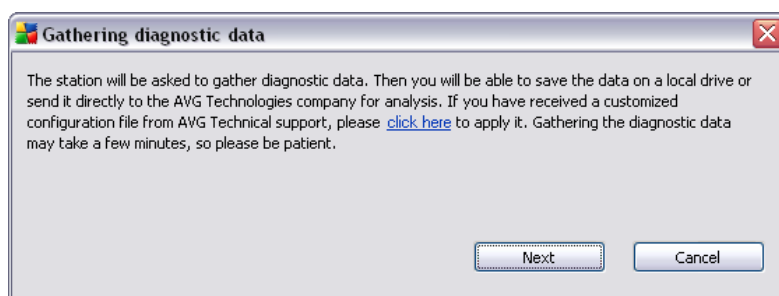 Gathering diagnostic data
The station will be asked to gather diagnostic data. Then you will be able to save the data on a local drive or
send it directly to the AVG Technologies company for analysis. If you have received a customized
configuration file from AVG Technical support, please click here to apply it. Gathering the diagnostic data
may take a few minutes, so please be patient.
Next
Cancel